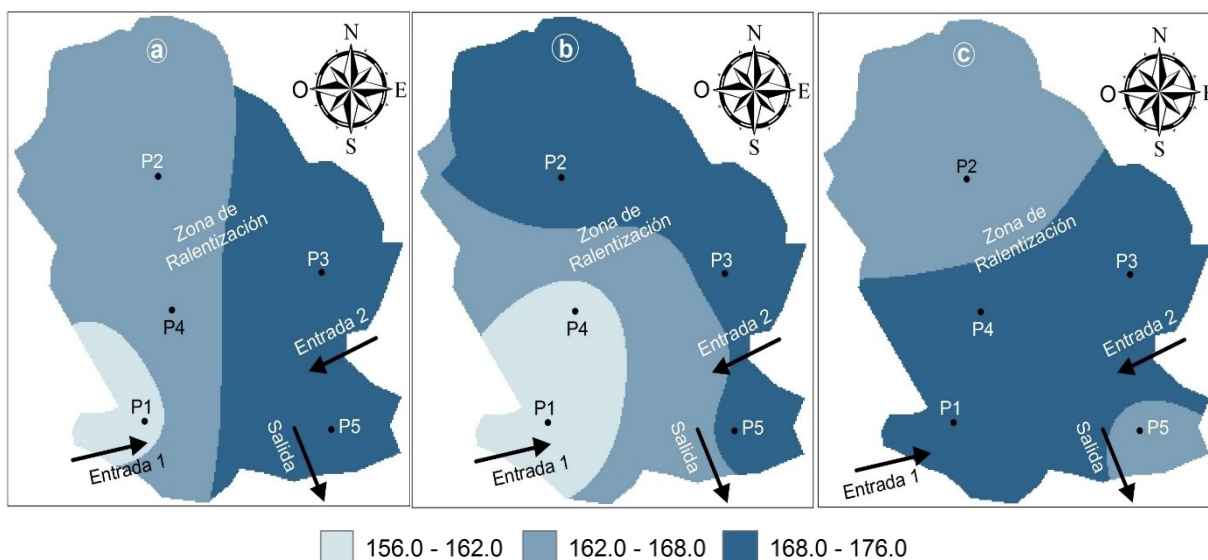 a
N
O
E
S
P2
Zona de
Ralentización
P3
P4
Entrada 2
P1
Entrada 1
Salida
P5
b
N
O
E
S
P2
Zona de
Ralentización
P3
P4
Entrada 2
P1
Entrada 1
Salida
P5
c
N
O
E
S
P2
Zona de
Ralentización
P3
P4
Entrada 2
P1
Entrada 1
Salida
P5
156.0 - 162.0
162.0 - 168.0
168.0 - 176.0